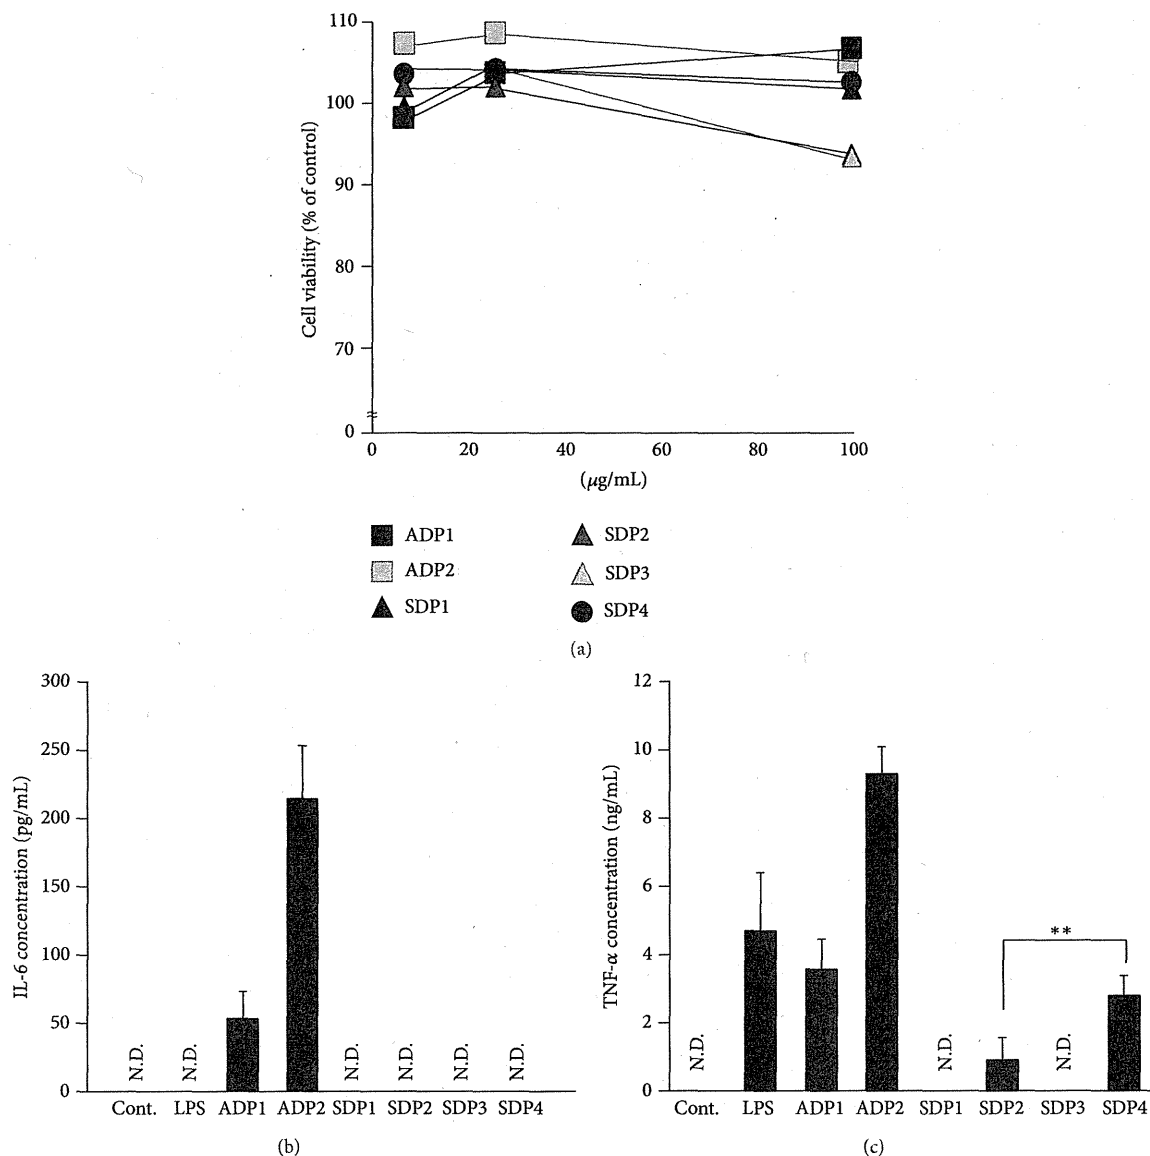 110
100
90
80
70
0
Cell viability (% of control)
0 20 40 60 80 100
(μg/mL)
ADP1 SDP2
ADP2 SDP3
SDP1 SDP4
(a)
300
250
200
150
100
50
0
IL-6 concentration (pg/mL)
N.D. N.D. N.D. N.D. N.D. N.D.
Cont. LPS ADP1 ADP2 SDP1 SDP2 SDP3 SDP4
(b)
12
10
8
6
4
2
0
TNF-α concentration (ng/mL)
**
N.D. N.D. N.D.
Cont. LPS ADP1 ADP2 SDP1 SDP2 SDP3 SDP4
(c)